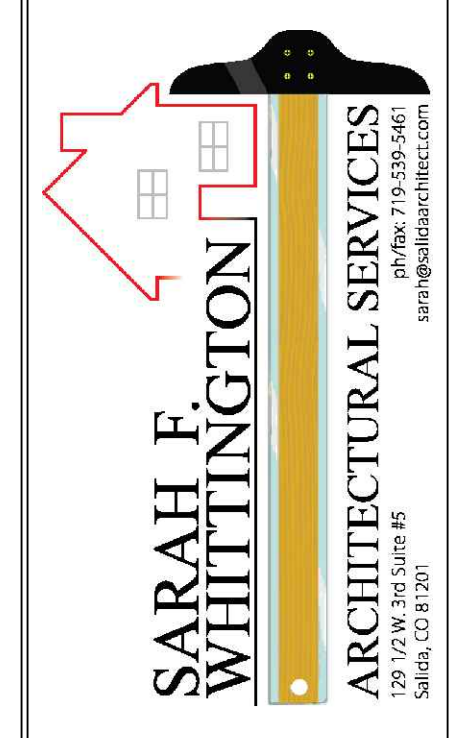 SARAH F.
WHITTINGTON
ARCHITECTURAL SERVICES
129 1/2 W. 3rd Suite #5
ph/fax: 719-539-5461
Salida, CO 81201
sarah@salidaarchitect.com